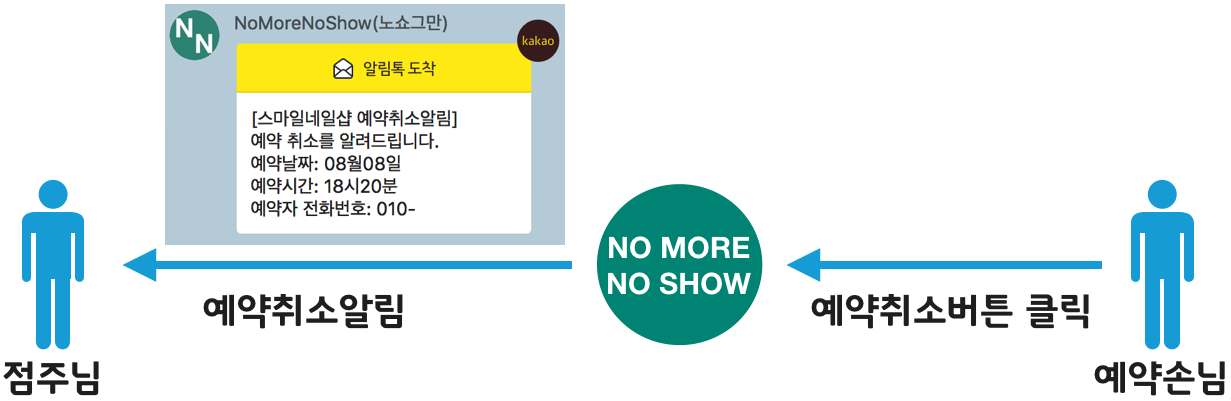 NN
NoMoreNoShow(노쇼그만)
kakao
알림톡 도착
[스마일네일샵 예약취소알림]
예약 취소를 알려드립니다.
예약날짜: 08월08일
예약시간: 18시20분
예약자 전화번호: 010-
NO MORE
NO SHOW
예약취소알림
예약취소버튼 클릭
점주님
예약손님